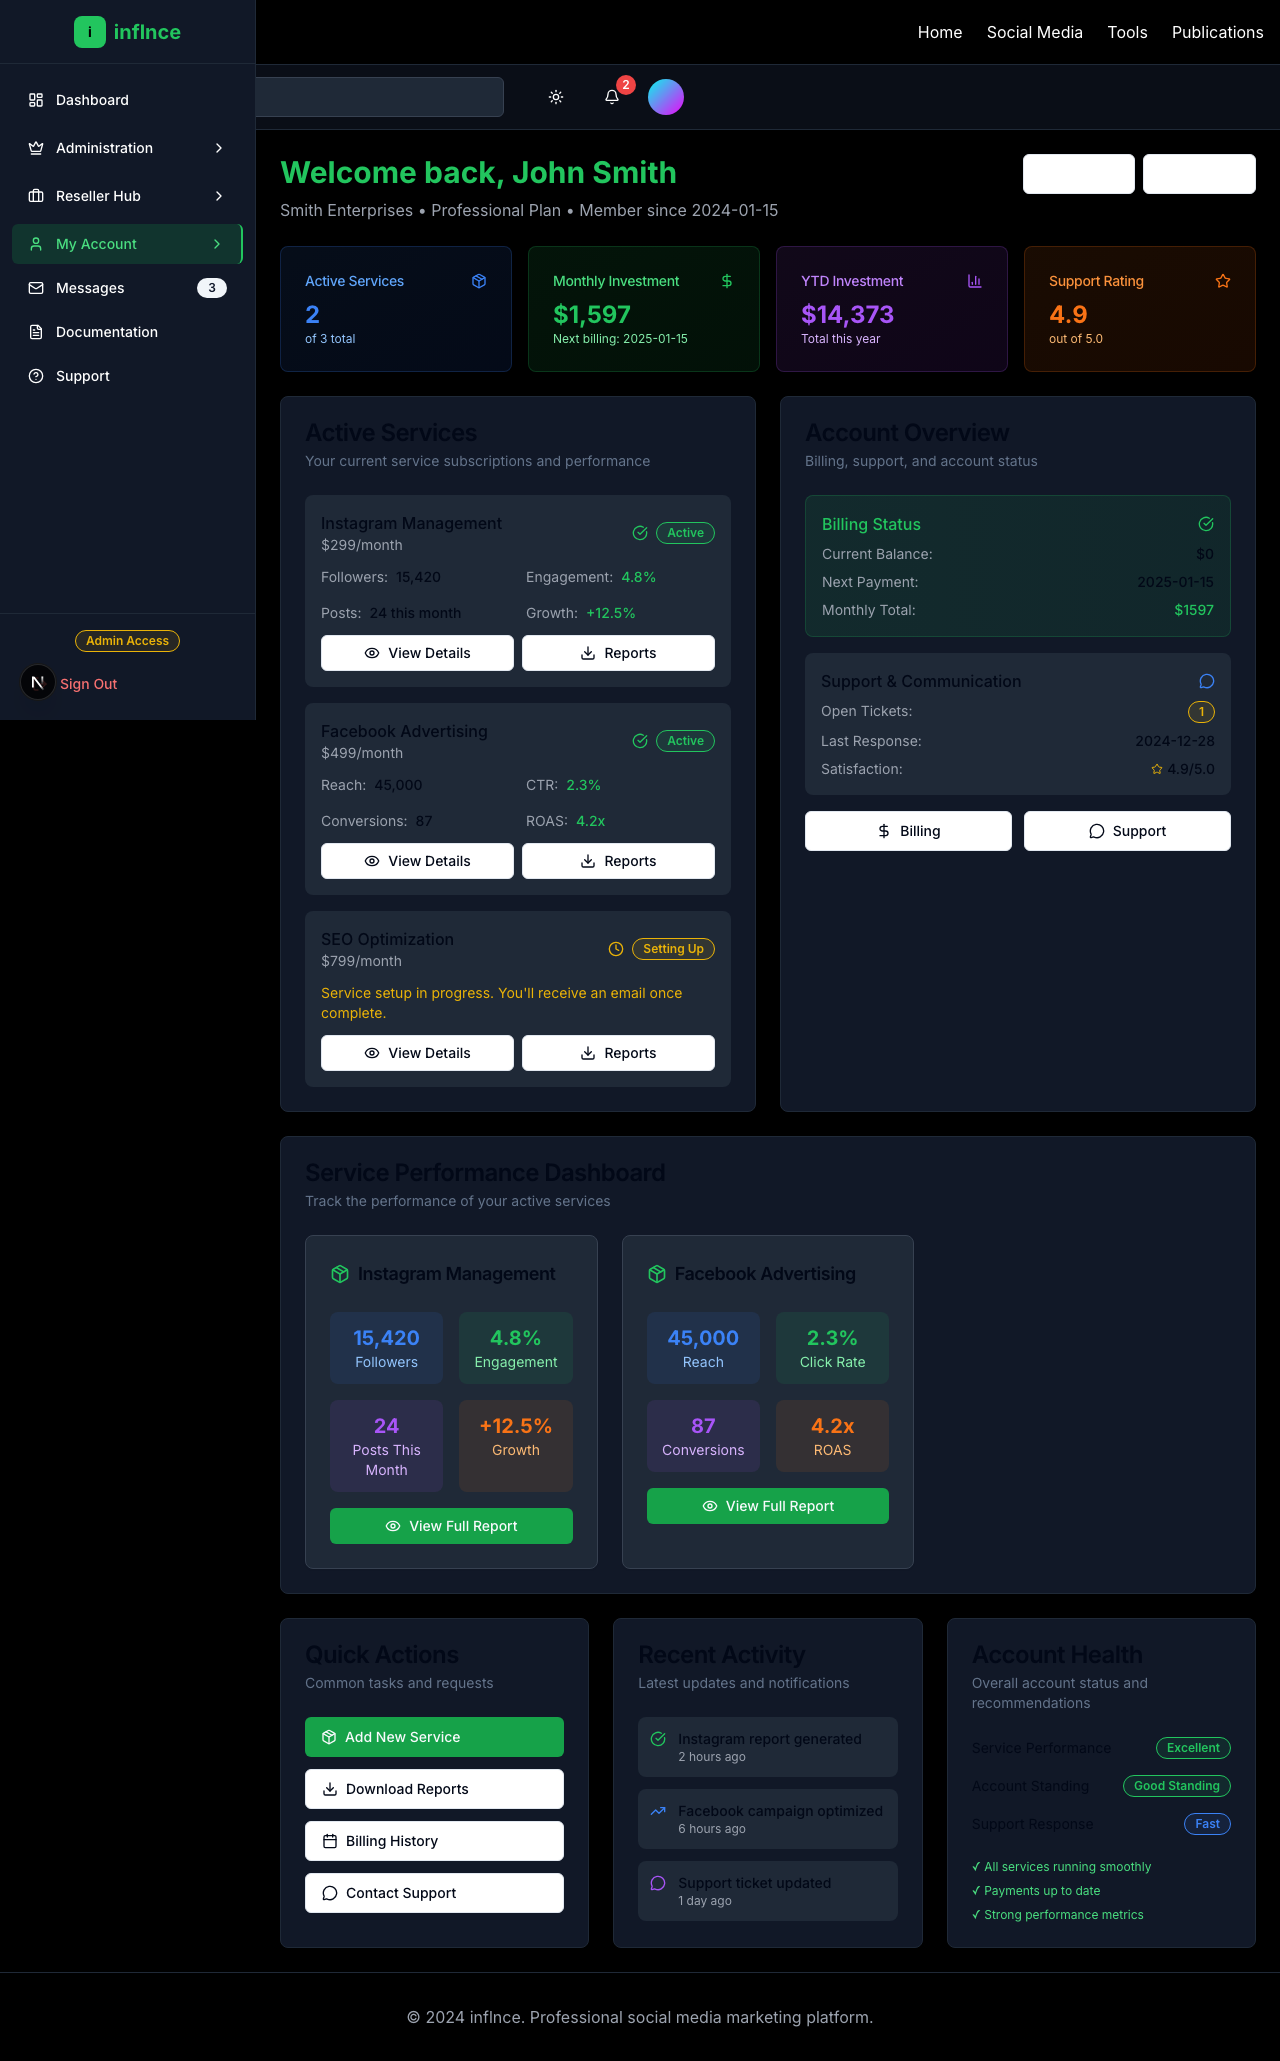 i inflnce
Home Social Media Tools Publications
Dashboard
Administration
Reseller Hub
My Account
Messages 3
Documentation
Support
Admin Access
N Sign Out
2
Welcome back, John Smith
Smith Enterprises • Professional Plan • Member since 2024-01-15
Active Services
2
of 3 total
Monthly Investment
$1,597
Next billing: 2025-01-15
YTD Investment
$14,373
Total this year
Support Rating
4.9
out of 5.0
Active Services
Your current service subscriptions and performance
Instagram Management
$299/month
Active
Followers: 15,420 Engagement: 4.8%
Posts: 24 this month Growth: +12.5%
View Details Reports
Facebook Advertising
$499/month
Active
Reach: 45,000 CTR: 2.3%
Conversions: 87 ROAS: 4.2x
View Details Reports
SEO Optimization
$799/month
Setting Up
Service setup in progress. You'll receive an email once
complete.
View Details Reports
Account Overview
Billing, support, and account status
Billing Status
Current Balance: $0
Next Payment: 2025-01-15
Monthly Total: $1597
Support & Communication
Open Tickets: 1
Last Response: 2024-12-28
Satisfaction: 4.9/5.0
Billing Support
Service Performance Dashboard
Track the performance of your active services
Instagram Management
15,420
Followers
4.8%
Engagement
24
Posts This
Month
+12.5%
Growth
View Full Report
Facebook Advertising
45,000
Reach
2.3%
Click Rate
87
Conversions
4.2x
ROAS
View Full Report
Quick Actions
Common tasks and requests
Add New Service
Download Reports
Billing History
Contact Support
Recent Activity
Latest updates and notifications
Instagram report generated
2 hours ago
Facebook campaign optimized
6 hours ago
Support ticket updated
1 day ago
Account Health
Overall account status and
recommendations
Service Performance Excellent
Account Standing Good Standing
Support Response Fast
✓ All services running smoothly
✓ Payments up to date
✓ Strong performance metrics
© 2024 inflnce. Professional social media marketing platform.